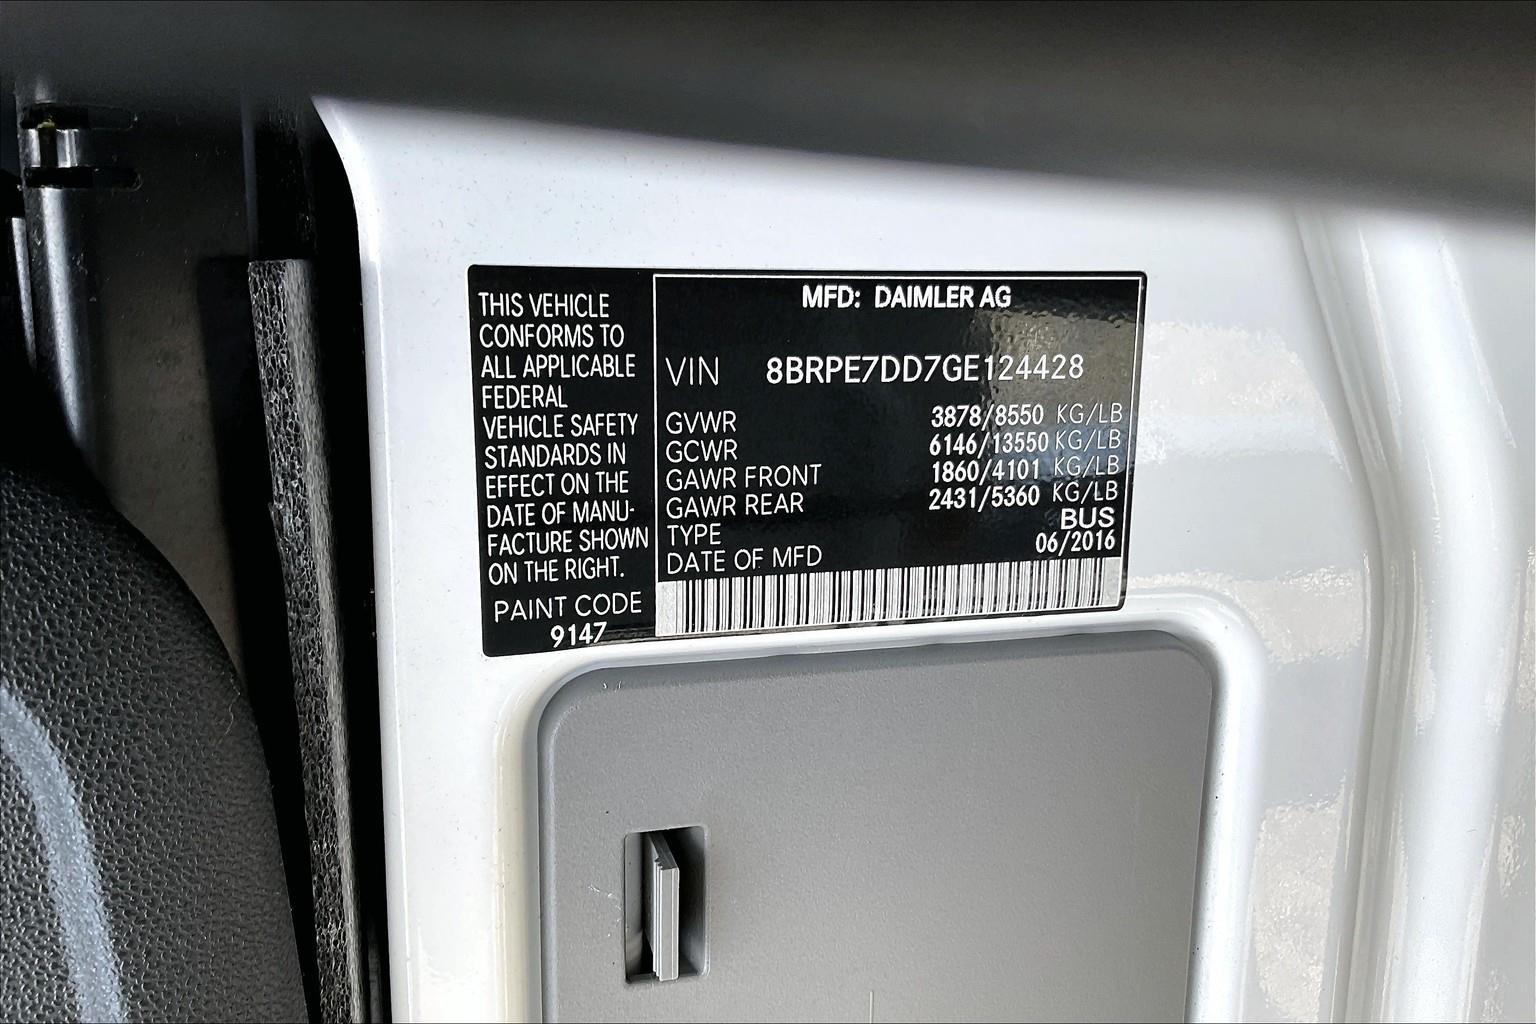 THIS VEHICLE
CONFORMS TO
ALL APPLICABLE
FEDERAL
VEHICLE SAFETY
STANDARDS IN
EFFECT ON THE
DATE OF MANU-
FACTURE SHOWN
ON THE RIGHT.
PAINT CODE
9147
MFD: DAIMLER AG
VIN 8BRPE7DD7GE124428
GVWR 3878/8550 KG/LB
GCWR 6146/13550 KG/LB
GAWR FRONT 1860/4101 KG/LB
GAWR REAR 2431/5360 KG/LB
TYPE BUS
DATE OF MFD 06/2016